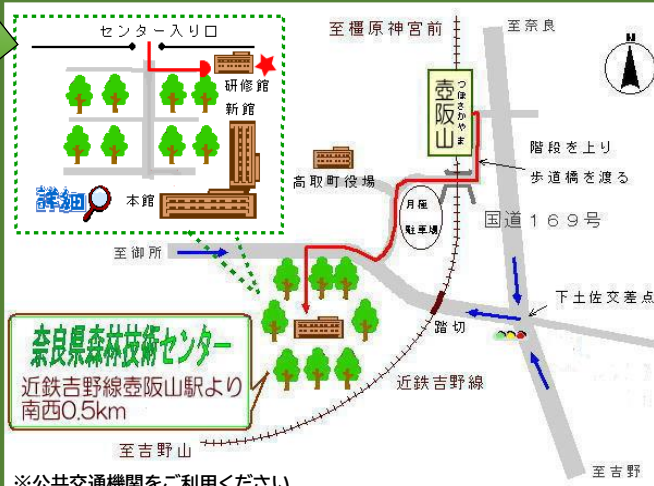 センター入り口
研修館
新館
本館
詳細
至橿原神宮前
至奈良
つぼさかやま
壺阪山
階段を上り
歩道橋を渡る
高取町役場
月極
駐車場
国道169号
至御所
下土佐交差点
踏切
奈良県森林技術センター
近鉄吉野線壺阪山駅より
南西0.5km
近鉄吉野線
至吉野山
至吉野
※公共交通機関をご利用ください